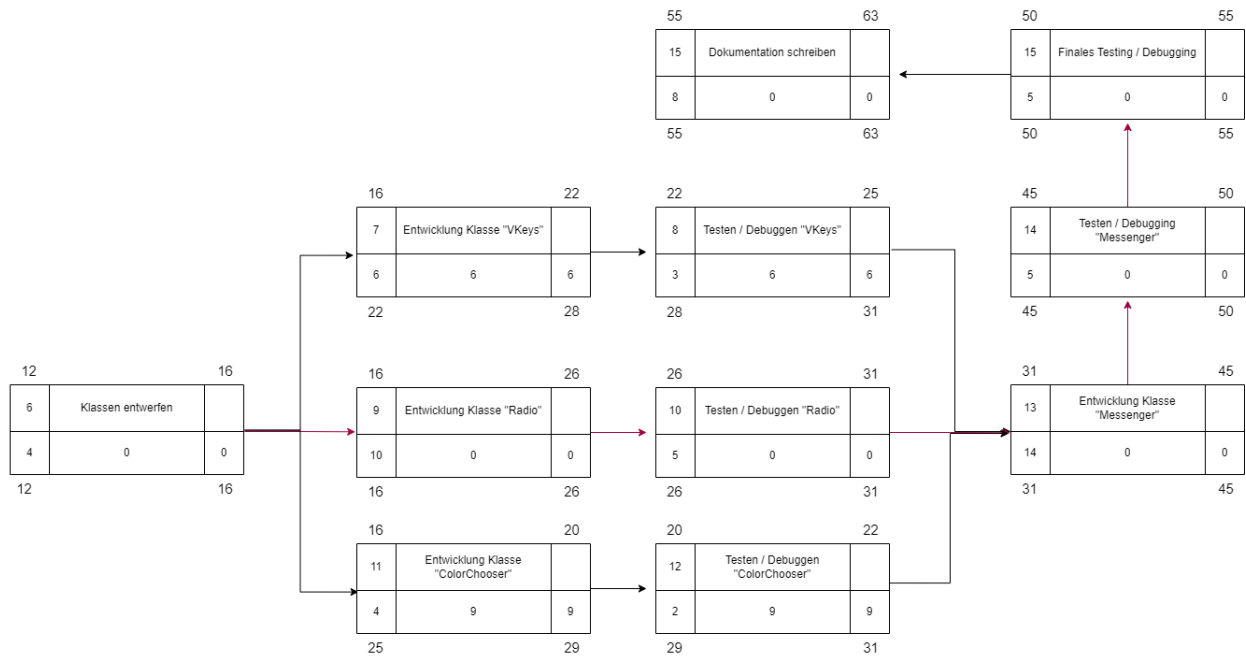 55 63
15 Dokumentation schreiben
8 0 0
55 63
50 55
15 Finales Testing / Debugging
5 0 0
50 55
16 22
7 Entwicklung Klasse "VKeys"
6 6 6
22 28
22 25
8 Testen / Debuggen "VKeys"
3 6 6
28 31
45 50
14 Testen / Debugging
"Messenger"
5 0 0
45 50
12 16
6 Klassen entwerfen
4 0 0
12 16
16 26
9 Entwicklung Klasse "Radio"
10 0 0
16 26
26 31
10 Testen / Debuggen "Radio"
5 0 0
26 31
31 45
13 Entwicklung Klasse
"Messenger"
14 0 0
31 45
16 20
11 Entwicklung Klasse
"ColorChooser"
4 9 9
25 29
20 22
12 Testen / Debuggen
"ColorChooser"
2 9 9
29 31